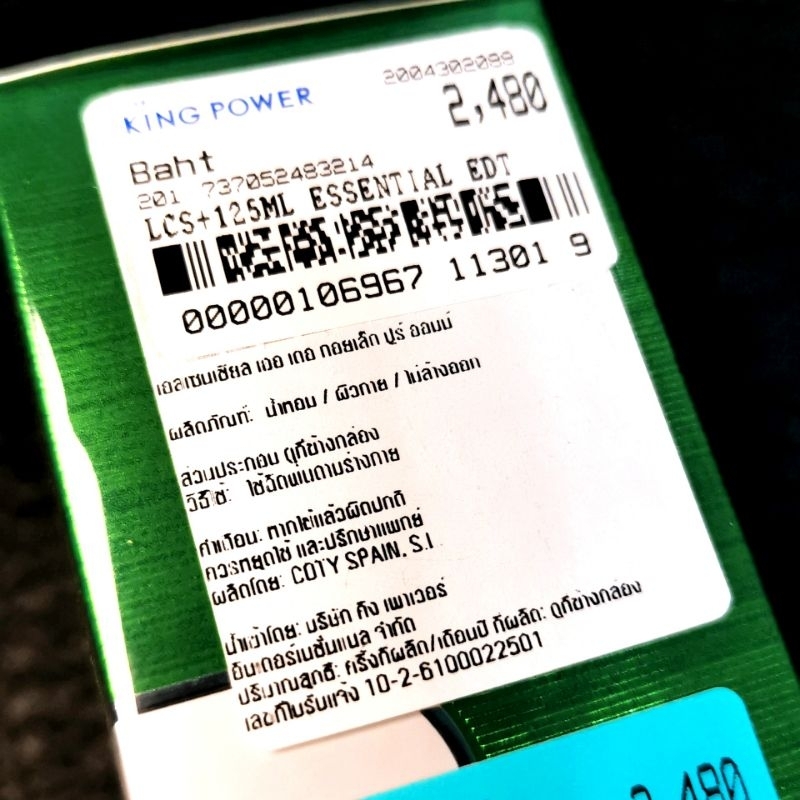 2004302099
KING POWER 2,480
Baht
201 737052483214
LCS+125ML ESSENTIAL EDT
00000106967 11301 9
เอสเซนเชียล เออ เดอ ทอยเล็ท ปูร์ ออมม์
ผลิตภัณฑ์: น้ำหอม / ผิวกาย / ไม่ล้างออก
ส่วนประกอบ ดูที่ข้างกล่อง
วิธีใช้: ใช้ฉีดพ่นตามร่างกาย
คำเตือน: หากใช้แล้วผิดปกติ
ควรหยุดใช้ และปรึกษาแพทย์
ผลิตโดย: COTY SPAIN. S.l
นำเข้าโดย: บริษัท คิง เพาเวอร์
อินเตอร์เนชั่นแนล จำกัด
ปริมาณสุทธิ: ครั้งที่ผลิต/เดือนปี ที่ผลิต: ดูที่ข้างกล่อง
เลขที่ใบรับแจ้ง 10-2-6100022501
2,480